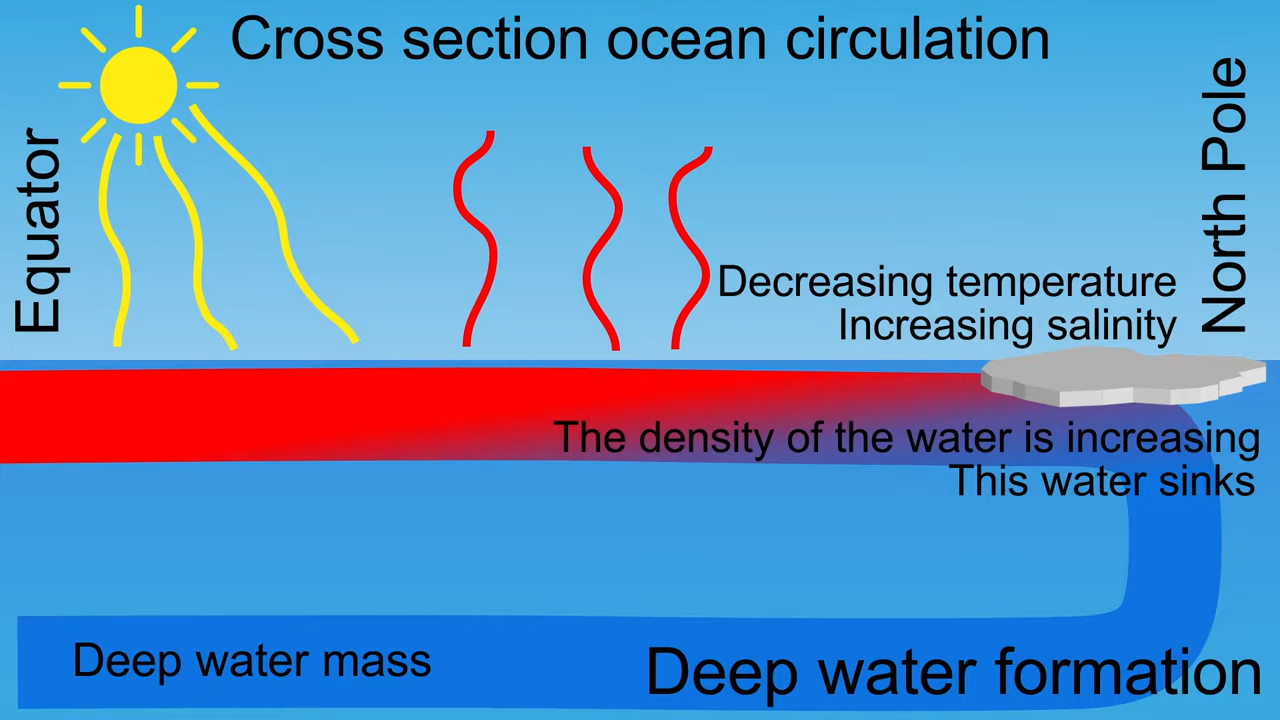 Cross section ocean circulation
Equator
North Pole
Decreasing temperature
Increasing salinity
The density of the water is increasing
This water sinks
Deep water mass
Deep water formation